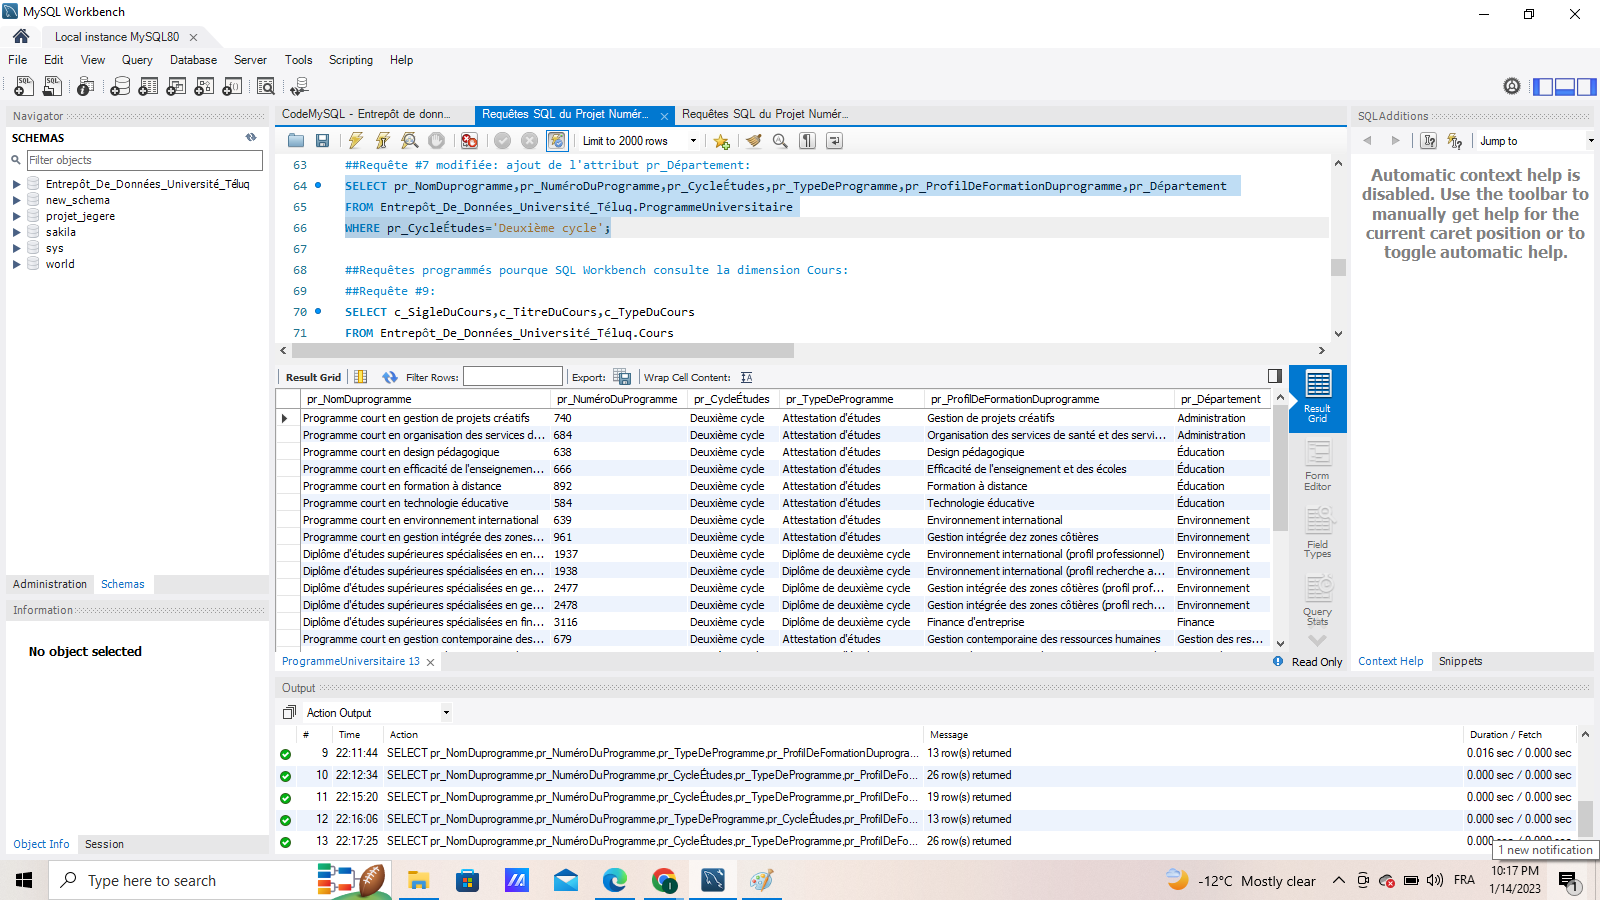 MySQL Workbench
Local instance MySQL80
File Edit View Query Database Server Tools Scripting Help
Navigator
SCHEMAS
Filter objects
Entrepôt_De_Données_Université_Téluq
new_schema
projet_jegere
sakila
sys
world
Administration Schemas
Information
No object selected
Object Info Session
CodeMySQL - Entrepôt de donn... Requêtes SQL du Projet Numér... Requêtes SQL du Projet Numér...
Limit to 2000 rows
63 ##Requête #7 modifiée: ajout de l'attribut pr_Département:
64 SELECT pr_NomDuprogramme,pr_NuméroDuProgramme,pr_CycleÉtudes,pr_TypeDeProgramme,pr_ProfilDeFormationDuprogramme,pr_Département
65 FROM Entrepôt_De_Données_Université_Téluq.ProgrammeUniversitaire
66 WHERE pr_CycleÉtudes='Deuxième cycle';
67
68 ##Requêtes programmés pourque SQL Workbench consulte la dimension Cours:
69 ##Requête #9:
70 SELECT c_SigleDuCours,c_TitreDuCours,c_TypeDuCours
71 FROM Entrepôt_De_Données_Université_Téluq.Cours
Result Grid Filter Rows: Export: Wrap Cell Content:
pr_NomDuprogramme pr_NuméroDuProgramme pr_CycleÉtudes pr_TypeDeProgramme pr_ProfilDeFormationDuprogramme pr_Département
Programme court en gestion de projets créatifs 740 Deuxième cycle Attestation d'études Gestion de projets créatifs Administration
Programme court en organisation des services d... 684 Deuxième cycle Attestation d'études Organisation des services de santé et des servi... Administration
Programme court en design pédagogique 638 Deuxième cycle Attestation d'études Design pédagogique Éducation
Programme court en efficacité de l'enseignemen... 666 Deuxième cycle Attestation d'études Efficacité de l'enseignement et des écoles Éducation
Programme court en formation à distance 892 Deuxième cycle Attestation d'études Formation à distance Éducation
Programme court en technologie éducative 584 Deuxième cycle Attestation d'études Technologie éducative Éducation
Programme court en environnement international 639 Deuxième cycle Attestation d'études Environnement international Environnement
Programme court en gestion intégrée des zones... 961 Deuxième cycle Attestation d'études Gestion intégrée dez zones côtières Environnement
Diplôme d'études supérieures spécialisées en en... 1937 Deuxième cycle Diplôme de deuxième cycle Environnement international (profil professionnel) Environnement
Diplôme d'études supérieures spécialisées en en... 1938 Deuxième cycle Diplôme de deuxième cycle Environnement international (profil recherche a... Environnement
Diplôme d'études supérieures spécialisées en ge... 2477 Deuxième cycle Diplôme de deuxième cycle Gestion intégrée des zones côtières (profil prof... Environnement
Diplôme d'études supérieures spécialisées en ge... 2478 Deuxième cycle Diplôme de deuxième cycle Gestion intégrée des zones côtières (profil rech... Environnement
Diplôme d'études supérieures spécialisées en fin... 3116 Deuxième cycle Diplôme de deuxième cycle Finance d'entreprise Finance
Programme court en gestion contemporaine des... 679 Deuxième cycle Attestation d'études Gestion contemporaine des ressources humaines Gestion des res...
Result Grid
Form Editor
Field Types
Query Stats
ProgrammeUniversitaire 13
Read Only
SQLAdditions
Jump to
Automatic context help is
disabled. Use the toolbar to
manually get help for the
current caret position or to
toggle automatic help.
Context Help Snippets
Output
Action Output
# Time Action Message Duration / Fetch
9 22:11:44 SELECT pr_NomDuprogramme,pr_NuméroDuProgramme,pr_TypeDeProgramme,pr_ProfilDeFormationDuprogra... 13 row(s) returned 0.016 sec / 0.000 sec
10 22:12:34 SELECT pr_NomDuprogramme,pr_NuméroDuProgramme,pr_CycleÉtudes,pr_TypeDeProgramme,pr_ProfilDeFo... 26 row(s) returned 0.000 sec / 0.000 sec
11 22:15:20 SELECT pr_NomDuprogramme,pr_NuméroDuProgramme,pr_CycleÉtudes,pr_TypeDeProgramme,pr_ProfilDeFo... 19 row(s) returned 0.000 sec / 0.000 sec
12 22:16:06 SELECT pr_NomDuprogramme,pr_NuméroDuProgramme,pr_TypeDeProgramme,pr_CycleÉtudes,pr_ProfilDeFo... 13 row(s) returned 0.000 sec / 0.000 sec
13 22:17:25 SELECT pr_NomDuprogramme,pr_NuméroDuProgramme,pr_CycleÉtudes,pr_TypeDeProgramme,pr_ProfilDeFo... 26 row(s) returned 0.000
1 new notification
Type here to search
-12°C Mostly clear
FRA
10:17 PM
1/14/2023
1